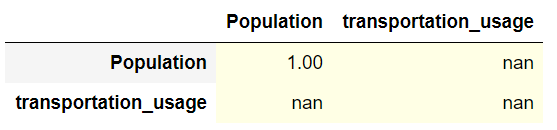 Population transportation_usage
Population 1.00 nan
transportation_usage nan nan